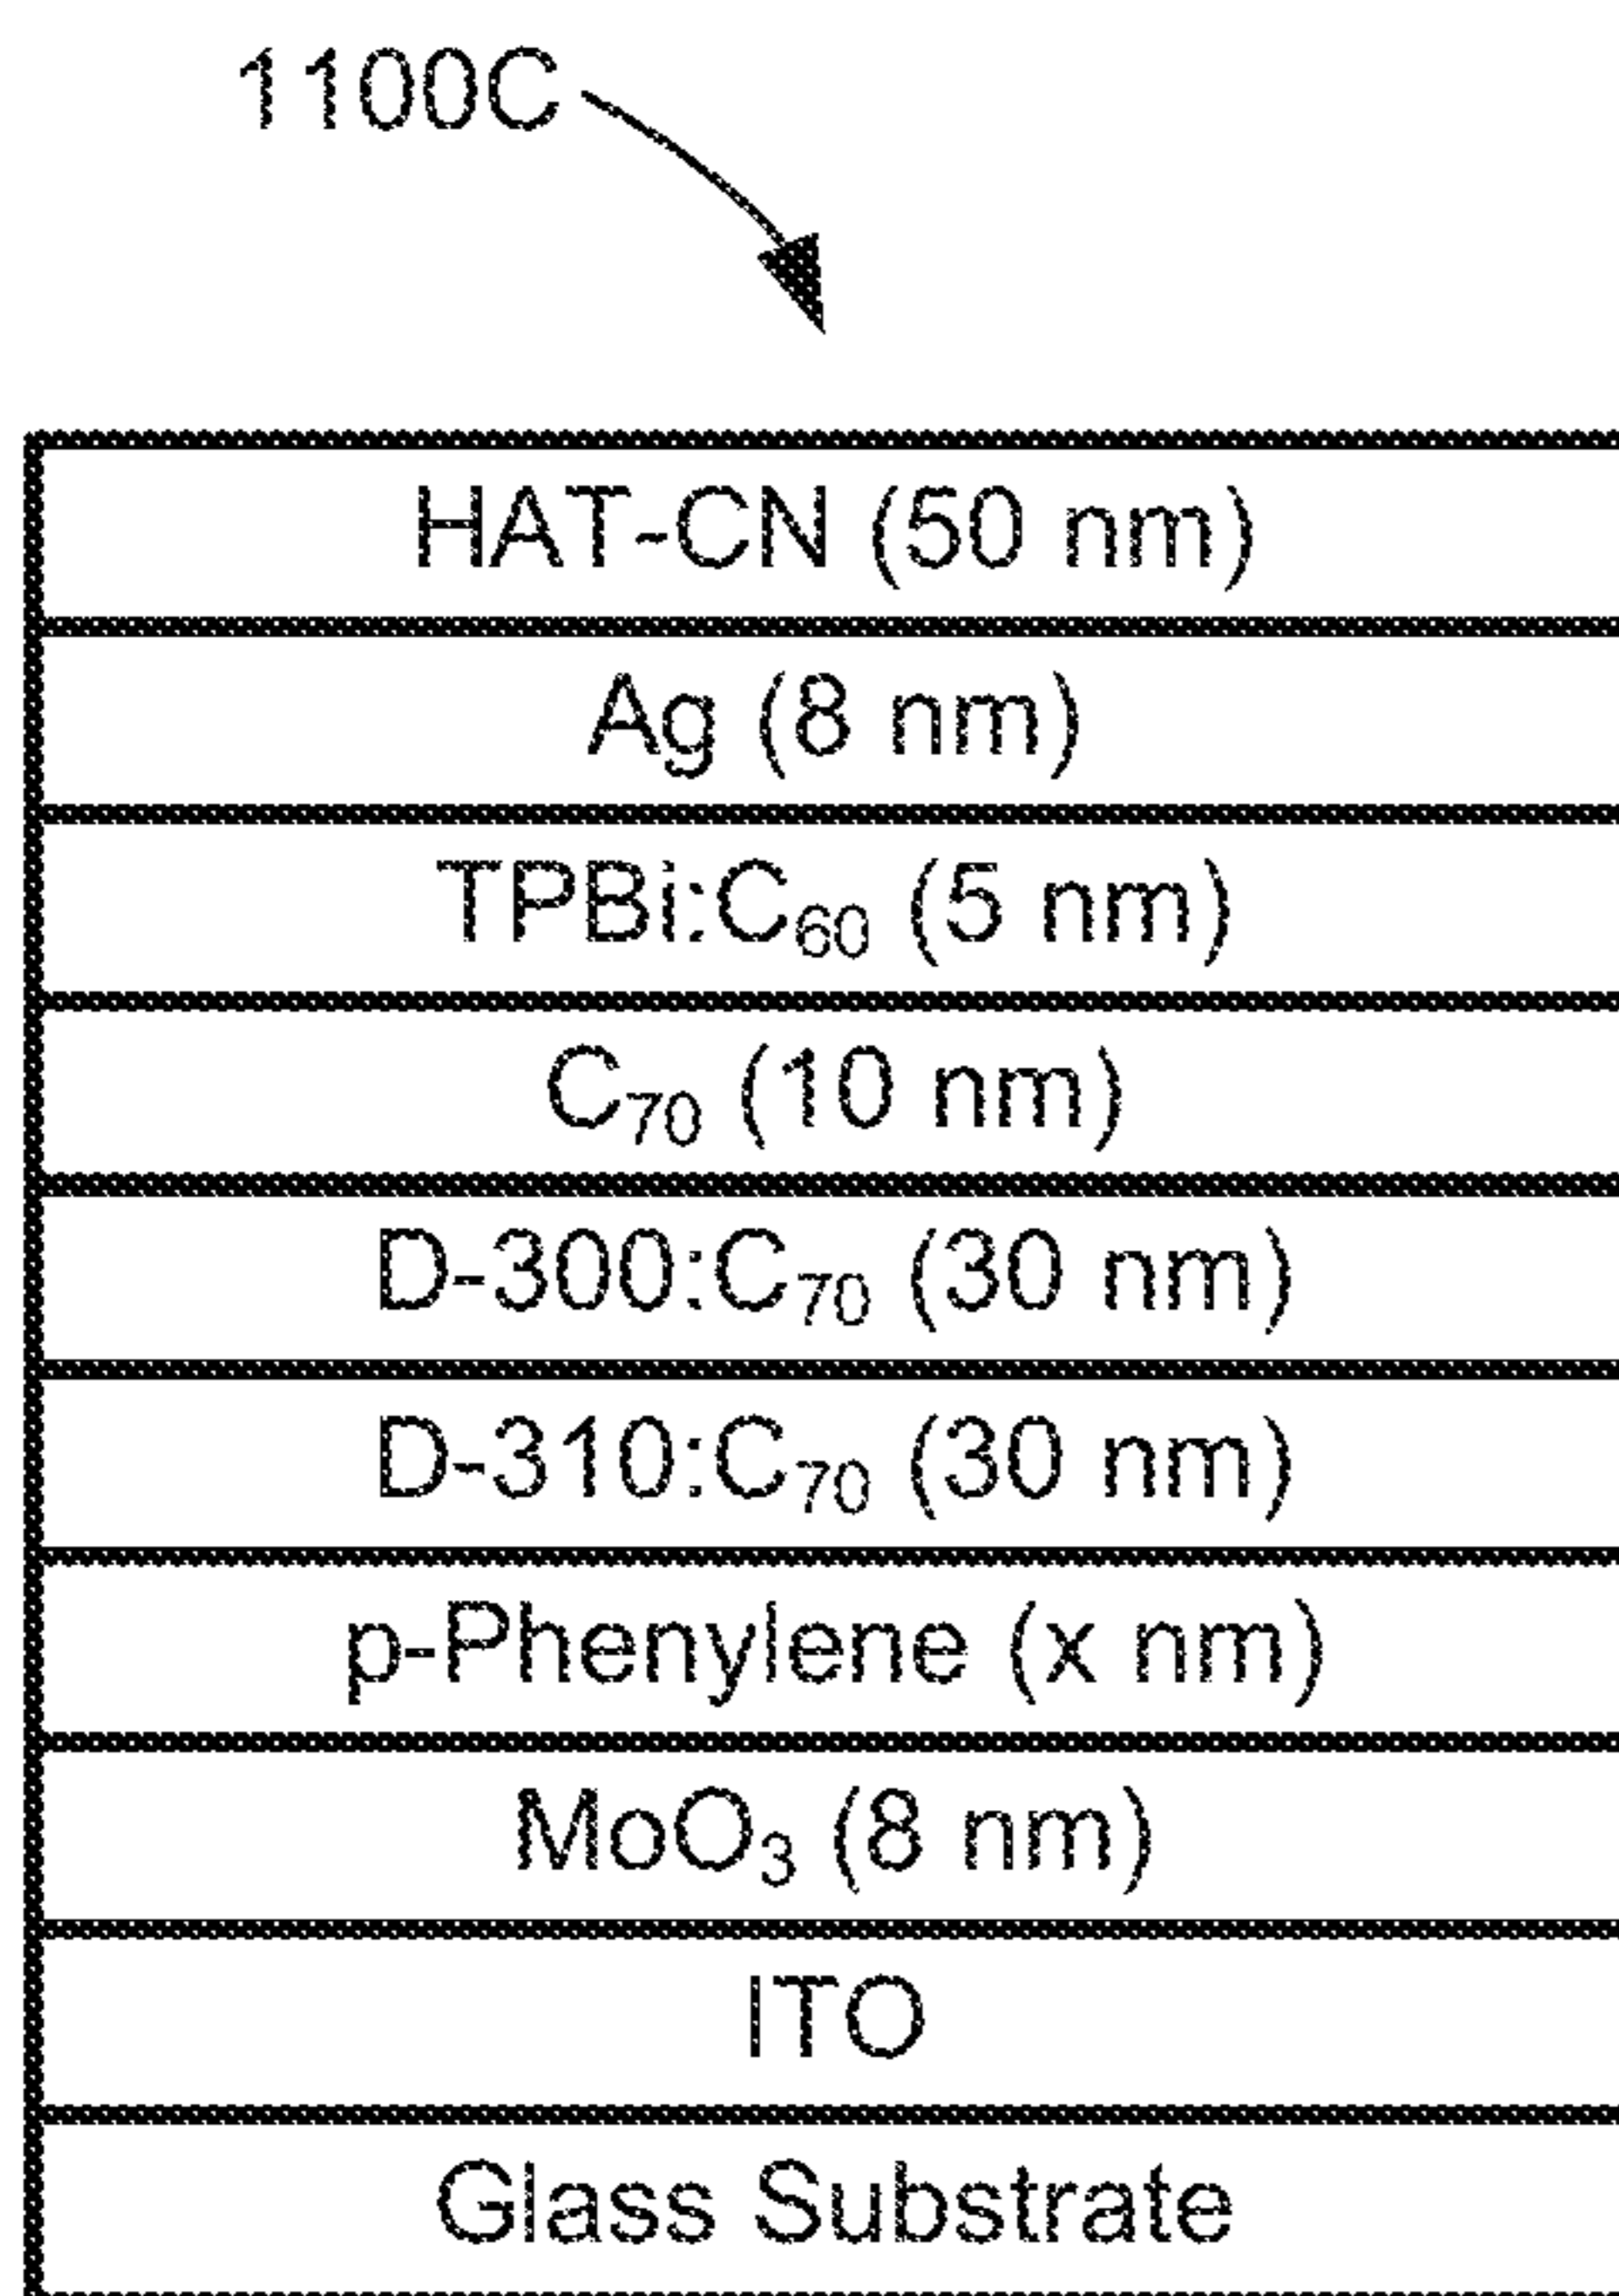 1100C
HAT-CN (50 nm)
Ag (8 nm)
TPBi:C₆₀ (5 nm)
C₇₀ (10 nm)
D-300:C₇₀ (30 nm)
D-310:C₇₀ (30 nm)
p-Phenylene (x nm)
MoO₃ (8 nm)
ITO
Glass Substrate